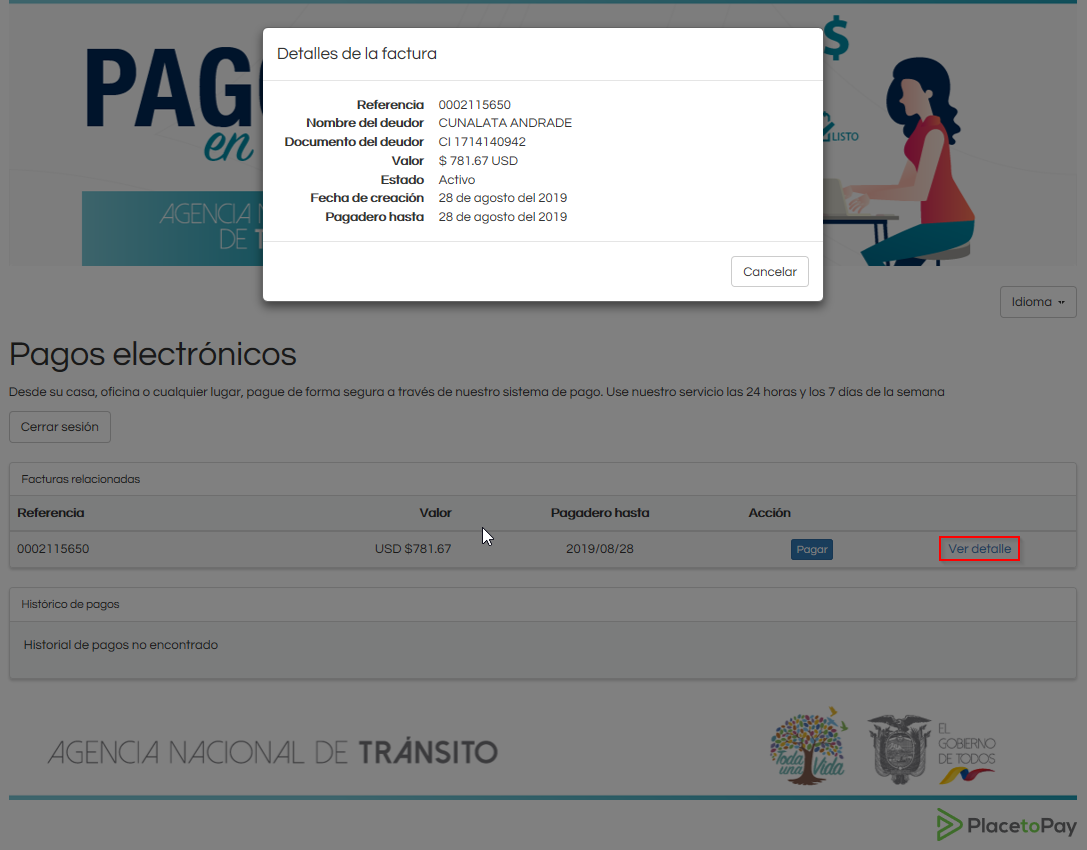 PAG
en
$
LISTO
AGENCIA N
DE T
Detalles de la factura
Referencia 0002115650
Nombre del deudor CUNALATA ANDRADE
Documento del deudor CI 1714140942
Valor $ 781.67 USD
Estado Activo
Fecha de creación 28 de agosto del 2019
Pagadero hasta 28 de agosto del 2019
Cancelar
Idioma
Pagos electrónicos
Desde su casa, oficina o cualquier lugar, pague de forma segura a través de nuestro sistema de pago. Use nuestro servicio las 24 horas y los 7 días de la semana
Cerrar sesión
Facturas relacionadas
Referencia Valor Pagadero hasta Acción
0002115650 USD $781.67 2019/08/28 Pagar Ver detalle
Histórico de pagos
Historial de pagos no encontrado
AGENCIA NACIONAL DE TRÁNSITO
Toda una Vida
EL GOBIERNO DE TODOS
PlacetoPay